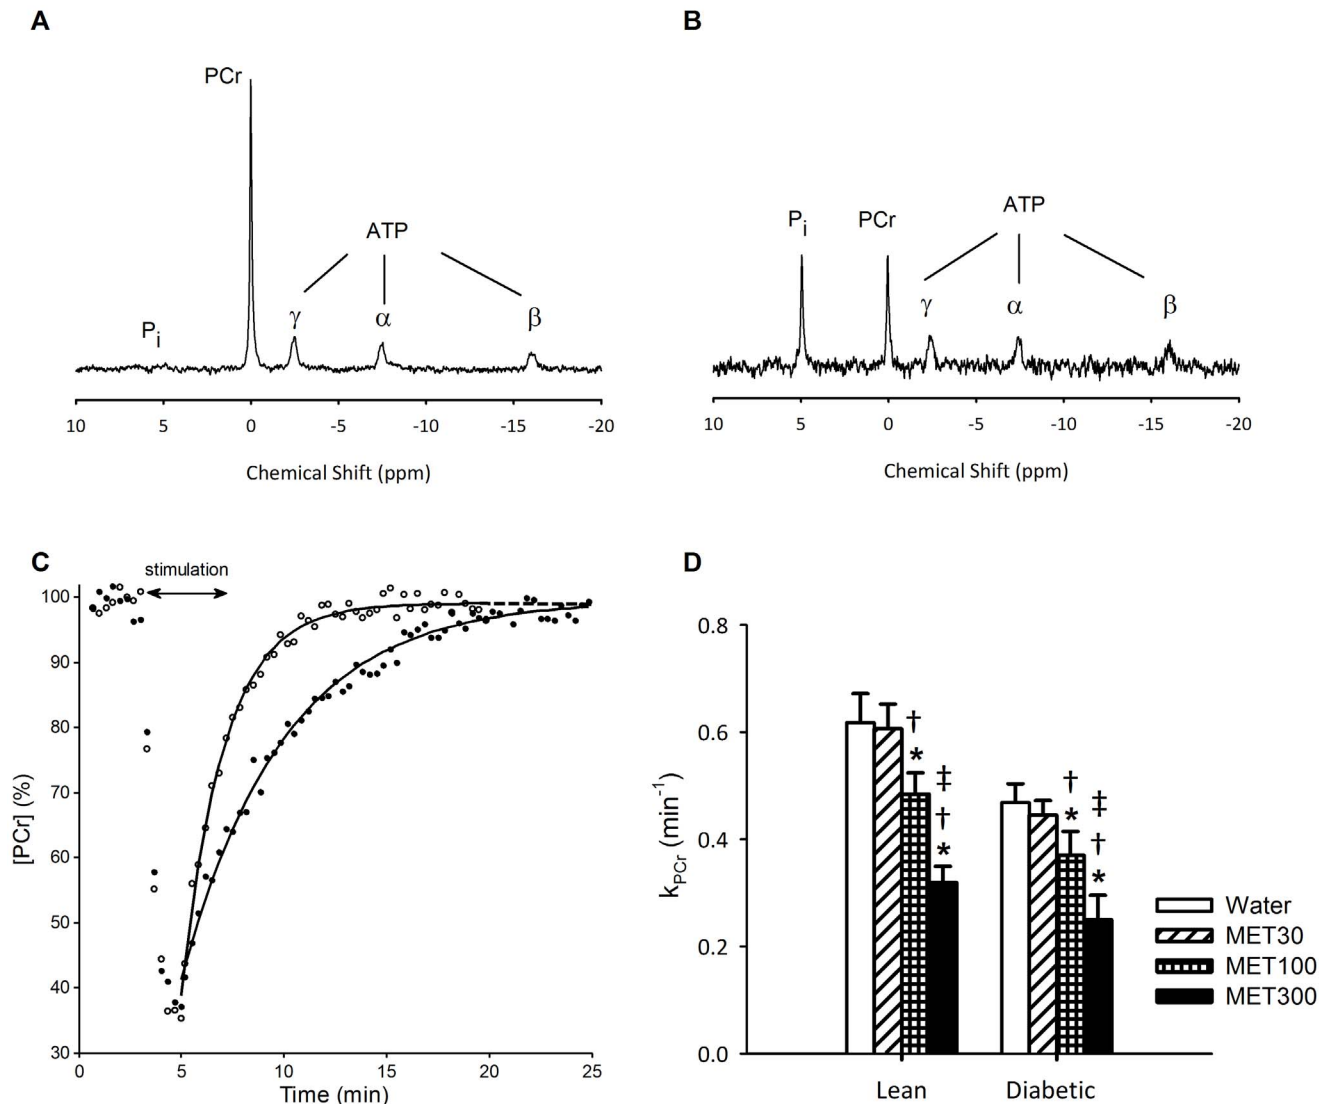 A
PCr
ATP
γ
α
β
Pi
10 5 0 -5 -10 -15 -20
Chemical Shift (ppm)
B
Pi
PCr
ATP
γ
α
β
10 5 0 -5 -10 -15 -20
Chemical Shift (ppm)
C
stimulation
100
90
80
70
60
50
40
30
[PCr] (%)
0 5 10 15 20 25
Time (min)
D
0.8
0.6
0.4
0.2
0.0
kPCr (min-1)
†
*
‡
†
*
†
*
‡
†
*
Lean Diabetic
Water
MET30
MET100
MET300